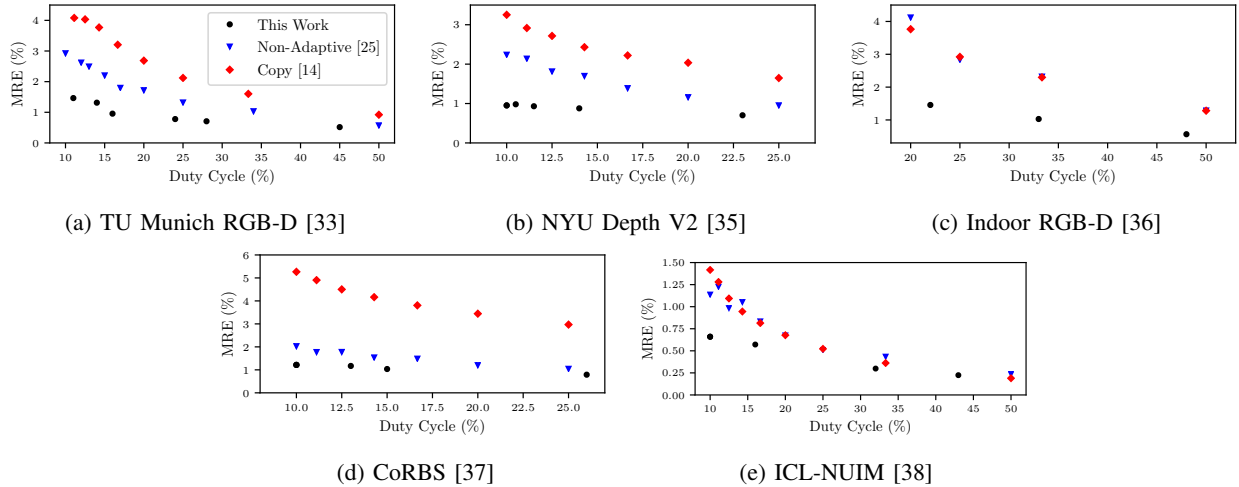 4
3
2
1
0
MRE (%)
This Work
Non-Adaptive [25]
Copy [14]
10 15 20 25 30 35 40 45 50
Duty Cycle (%)
(a) TU Munich RGB-D [33]
3
2
1
0
MRE (%)
10.0 12.5 15.0 17.5 20.0 22.5 25.0
Duty Cycle (%)
(b) NYU Depth V2 [35]
4
3
2
1
MRE (%)
20 25 30 35 40 45 50
Duty Cycle (%)
(c) Indoor RGB-D [36]
6
5
4
3
2
1
0
MRE (%)
10.0 12.5 15.0 17.5 20.0 22.5 25.0
Duty Cycle (%)
(d) CoRBS [37]
1.50
1.25
1.00
0.75
0.50
0.25
0.00
MRE (%)
10 15 20 25 30 35 40 45 50
Duty Cycle (%)
(e) ICL-NUIM [38]